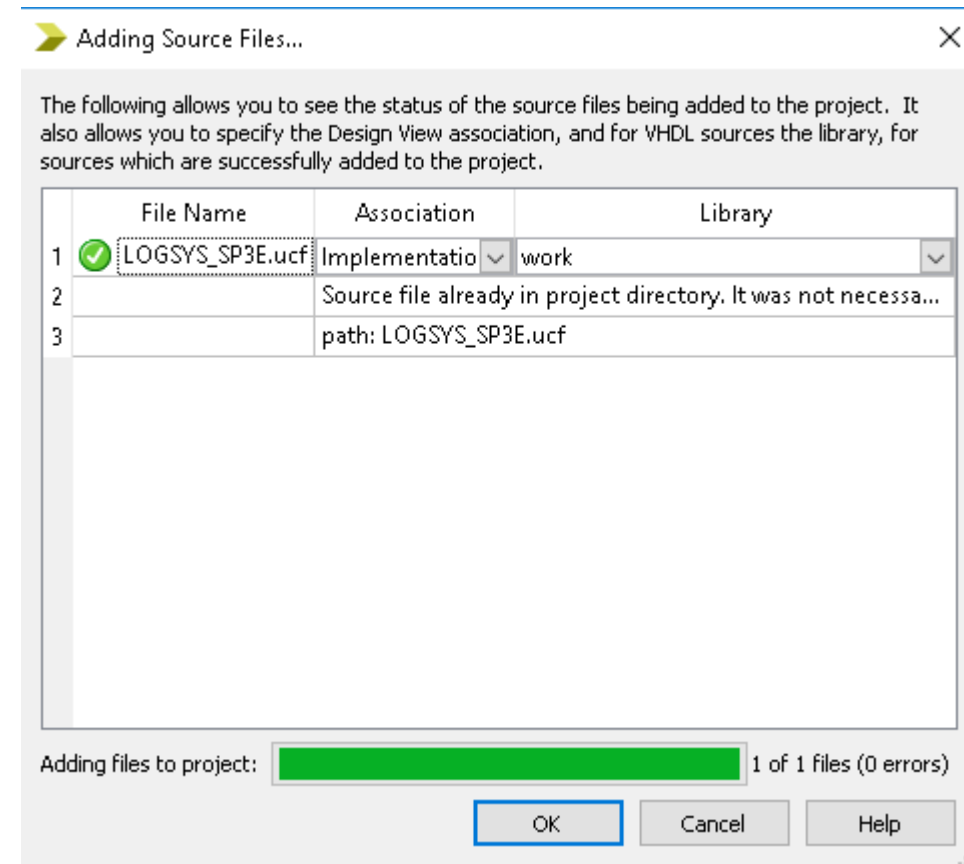 Adding Source Files...
The following allows you to see the status of the source files being added to the project. It
also allows you to specify the Design View association, and for VHDL sources the library, for
sources which are successfully added to the project.
File Name Association Library
1 LOGSYS_SP3E.ucf Implementatio work
2 Source file already in project directory. It was not necessa...
3 path: LOGSYS_SP3E.ucf
Adding files to project: 1 of 1 files (0 errors)
OK Cancel Help